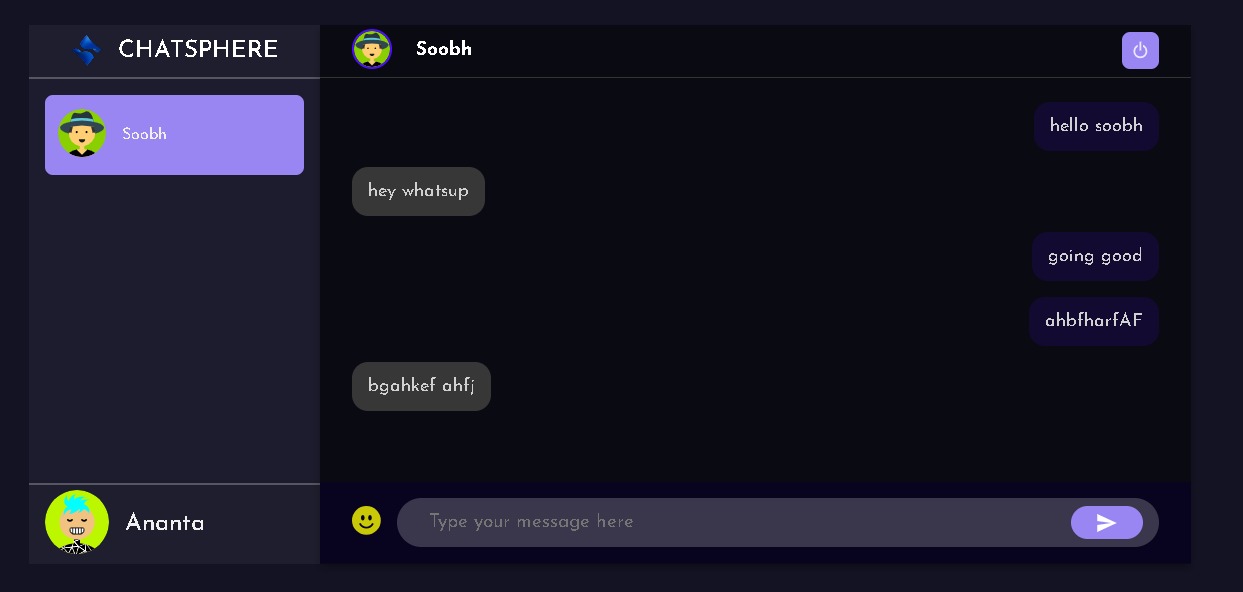 CHATSPHERE
Soobh
Soobh
hello soobh
hey whatsup
going good
ahbfharfAF
bgahkef ahfj
Ananta
Type your message here